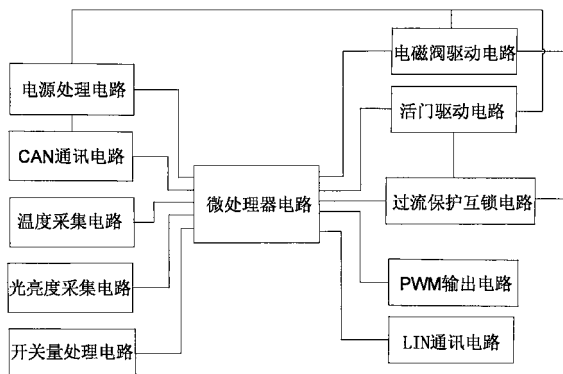 电源处理电路
CAN通讯电路
温度采集电路
光亮度采集电路
开关量处理电路
微处理器电路
电磁阀驱动电路
活门驱动电路
过流保护互锁电路
PWM输出电路
LIN通讯电路